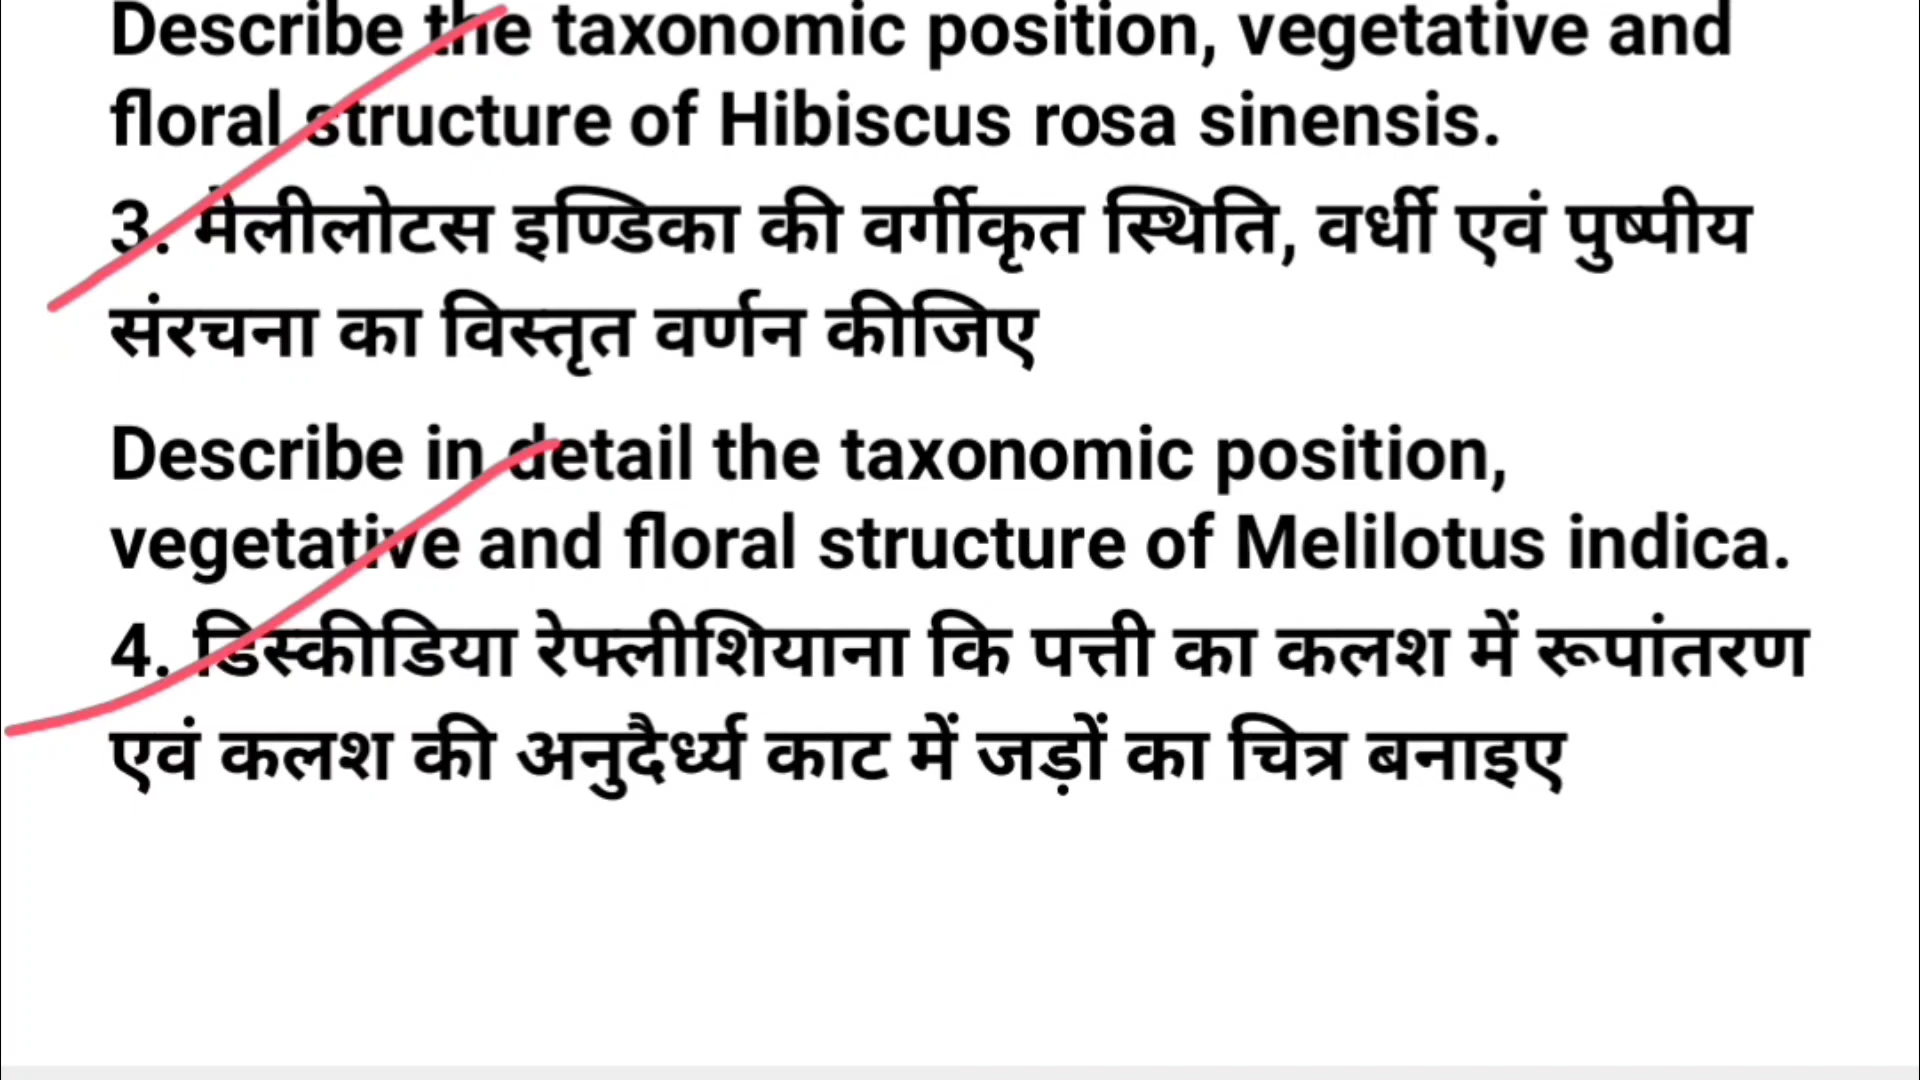 Describe the taxonomic position, vegetative and
floral structure of Hibiscus rosa sinensis.
3. मैलीलोटस इण्डिका की वर्गीकृत स्थिति, वर्धी एवं पुष्पीय
संरचना का विस्तृत वर्णन कीजिए
Describe in detail the taxonomic position,
vegetative and floral structure of Melilotus indica.
4. डिस्कीडिया रेफ्लीशियाना कि पत्ती का कलश में रूपांतरण
एवं कलश की अनुदैर्ध्य काट में जड़ों का चित्र बनाइए